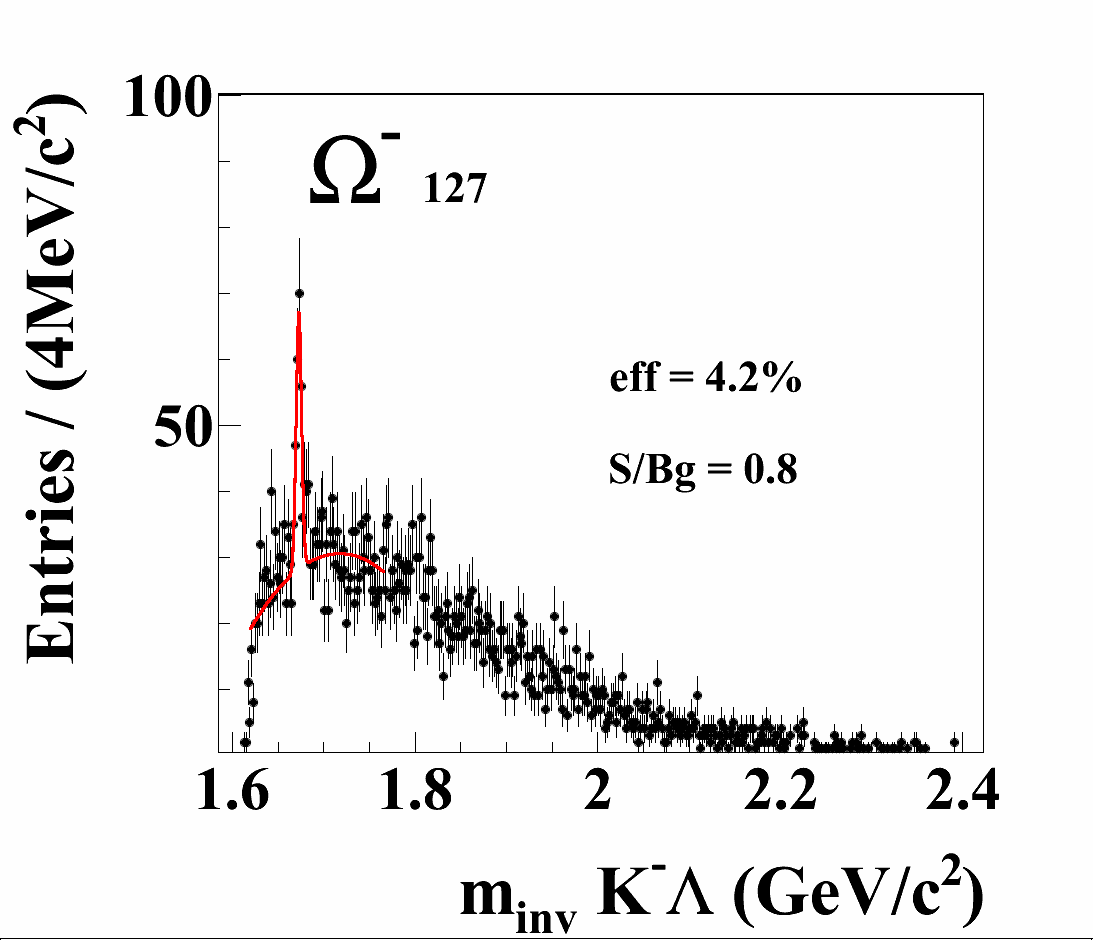 Entries / (4MeV/c²)
100
50
Ω⁻ 127
eff = 4.2%
S/Bg = 0.8
1.6 1.8 2 2.2 2.4
m_inv K⁻Λ (GeV/c²)